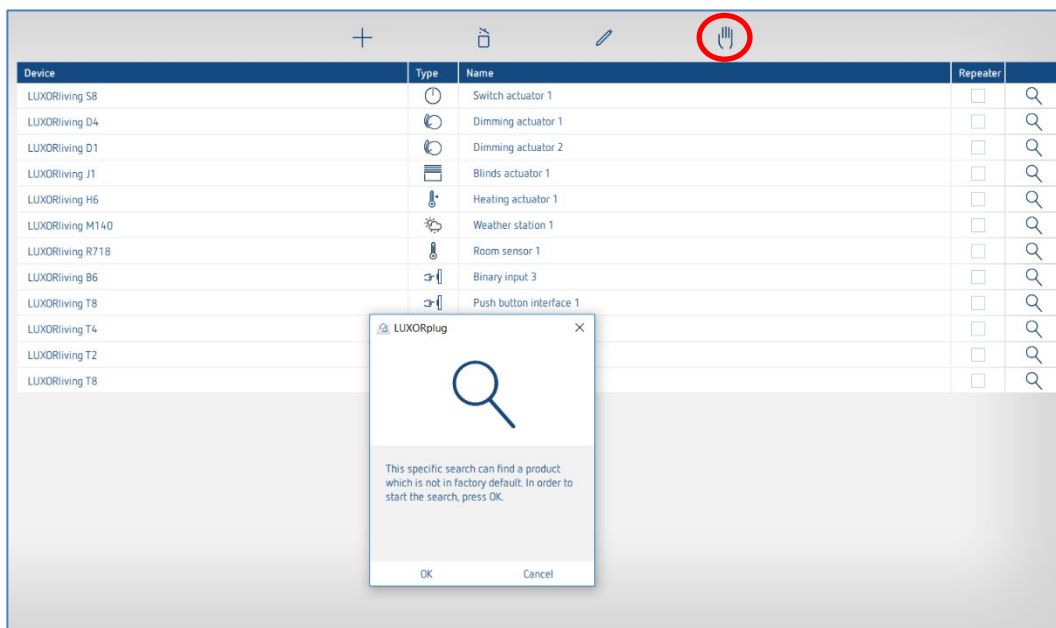 Device Type Name Repeater
LUXORliving S8 Switch actuator 1
LUXORliving D4 Dimming actuator 1
LUXORliving D1 Dimming actuator 2
LUXORliving J1 Blinds actuator 1
LUXORliving H6 Heating actuator 1
LUXORliving M140 Weather station 1
LUXORliving R718 Room sensor 1
LUXORliving B6 Binary input 3
LUXORliving T8 Push button interface 1
LUXORliving T4
LUXORliving T2
LUXORliving T8
LUXORplug
This specific search can find a product
which is not in factory default. In order to
start the search, press OK.
OK Cancel